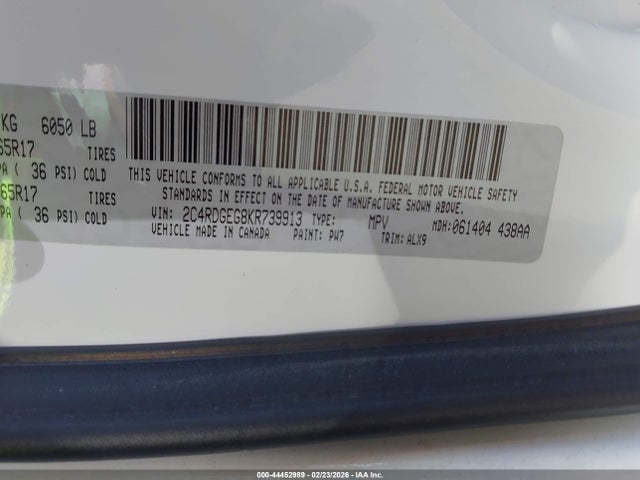 KG 6050 LB
65R17 TIRES
PA ( 36 PSI) COLD
65R17 TIRES
PA ( 36 PSI) COLD
THIS VEHICLE CONFORMS TO ALL APPLICABLE U.S.A. FEDERAL MOTOR VEHICLE SAFETY
STANDARDS IN EFFECT ON THE DATE OF MANUFACTURE SHOWN ABOVE.
VIN: 2C4RDGEG8KR739913 TYPE: MPV MDH:061404 438AA
VEHICLE MADE IN CANADA PAINT: PW7 TRIM:ALX9
000-44452989 | 02/23/2026 - IAAI.com